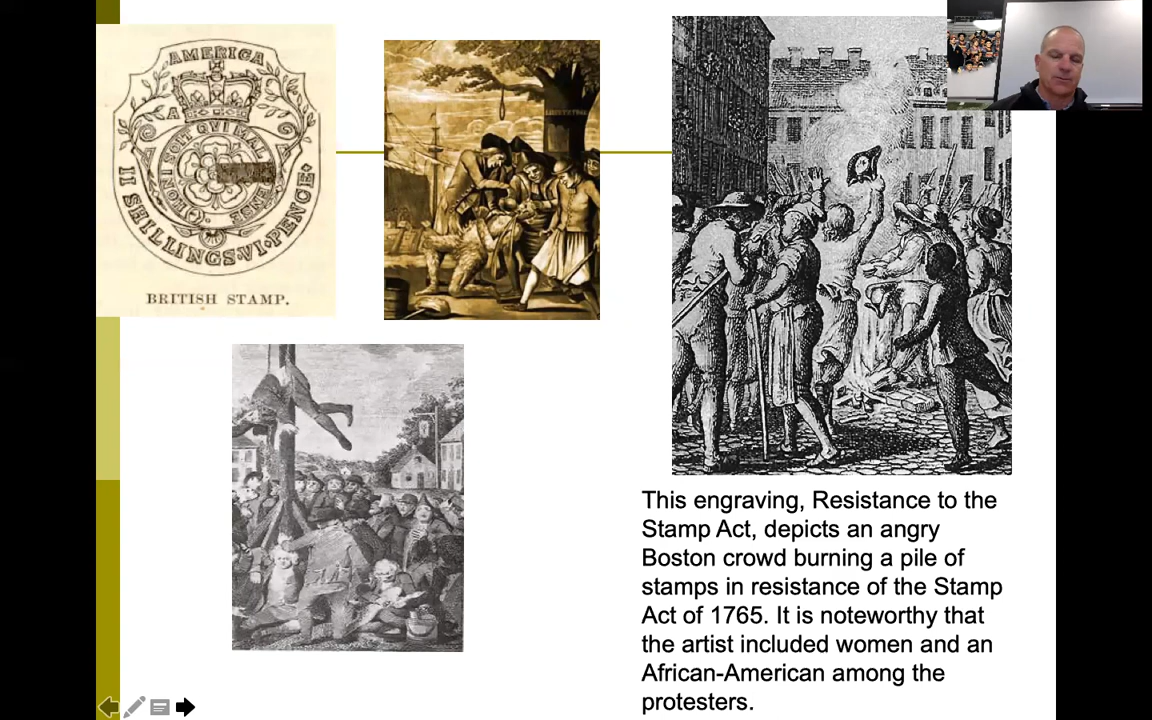 AMERICA
A
HONI SOIT QUI MAL
PENSE
II SHILLINGS·VI·PENCE·
BRITISH STAMP.
This engraving, Resistance to the
Stamp Act, depicts an angry
Boston crowd burning a pile of
stamps in resistance of the Stamp
Act of 1765. It is noteworthy that
the artist included women and an
African-American among the
protesters.